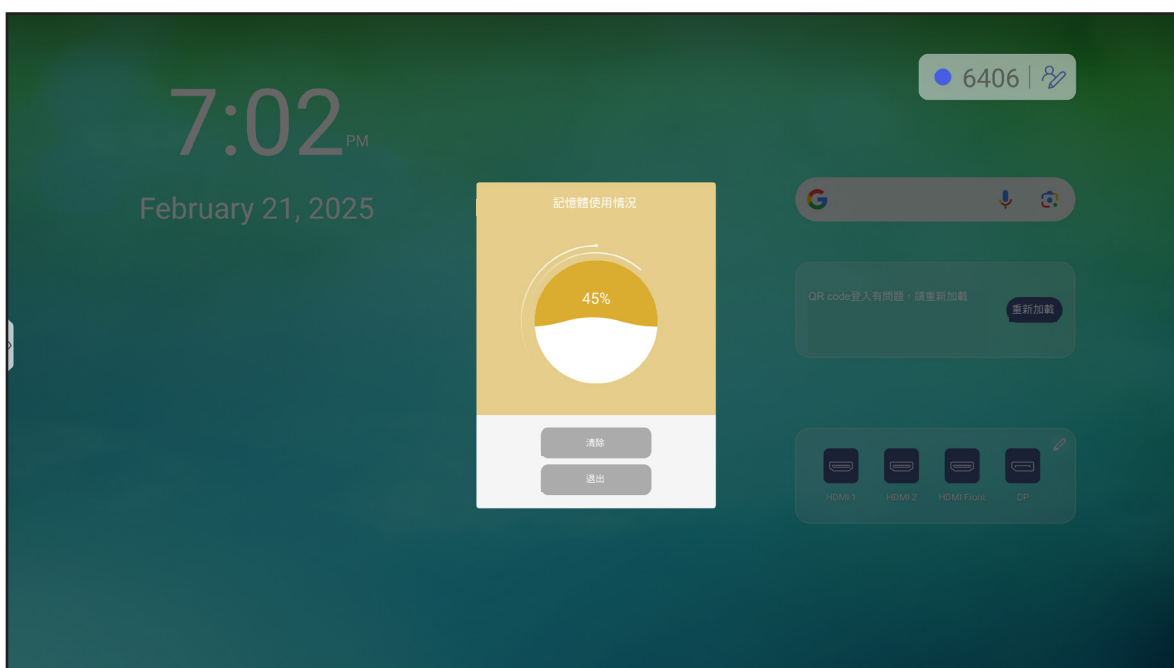 6406
7:02 PM
February 21, 2025
記憶體使用情況
45%
清除
退出
QR code登入有問題，請重新加載
重新加載
HDMI 1
HDMI 2
HDMI Front
DP